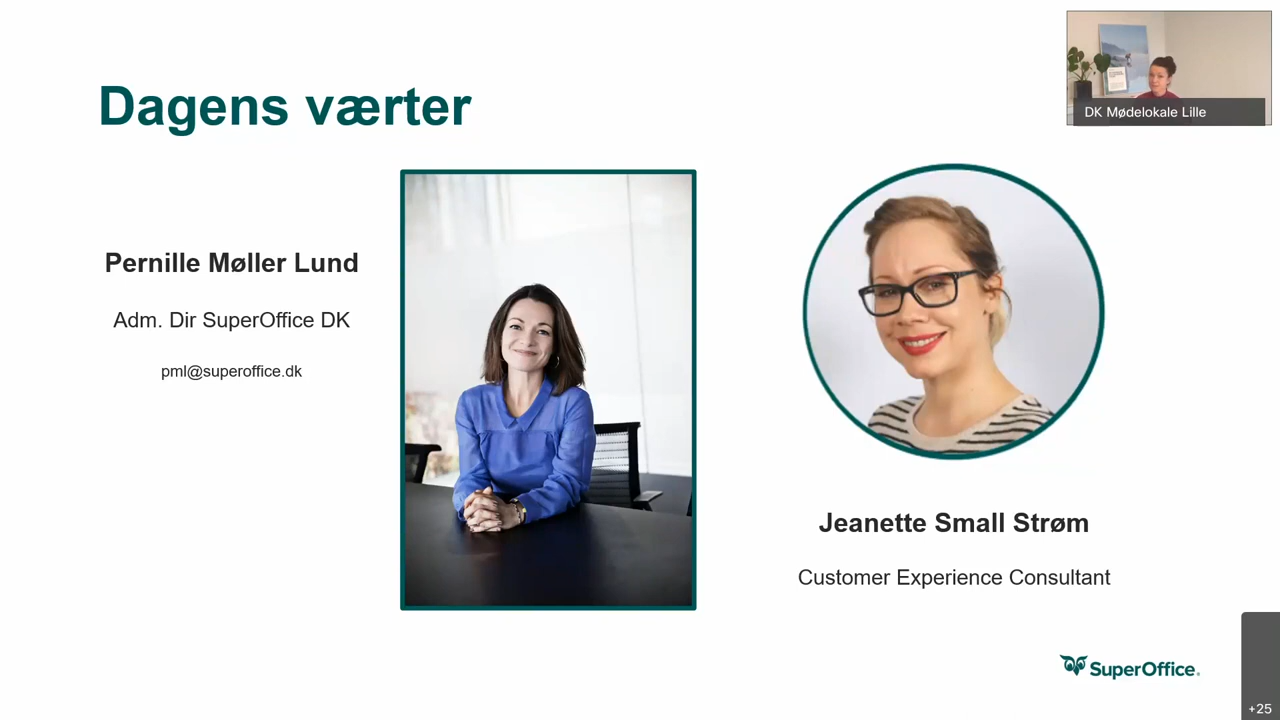 Dagens værter
DK Mødelokale Lille
Pernille Møller Lund
Adm. Dir SuperOffice DK
pml@superoffice.dk
Jeanette Small Strøm
Customer Experience Consultant
SuperOffice
+25